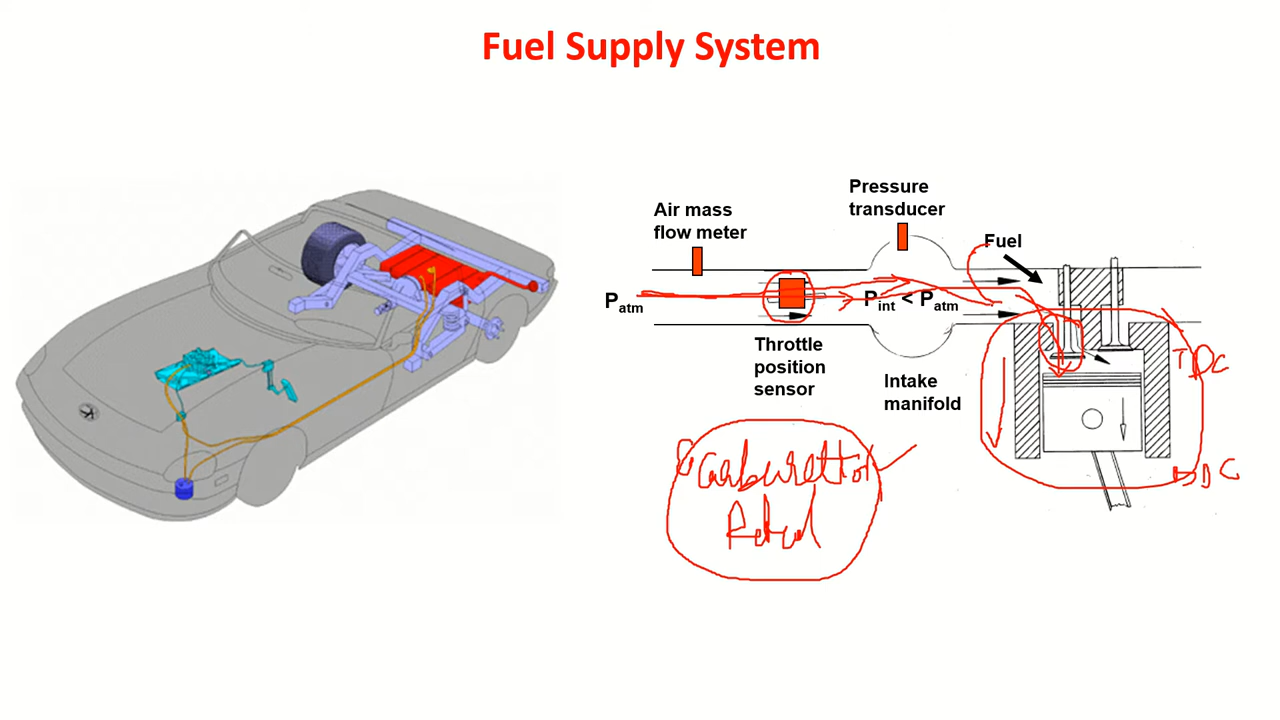 Fuel Supply System
Pressure
transducer
Air mass
flow meter
Fuel
Patm
Pint < Patm
Throttle
position
sensor
Intake
manifold
TDC
BDC
Carburettor
Petrol